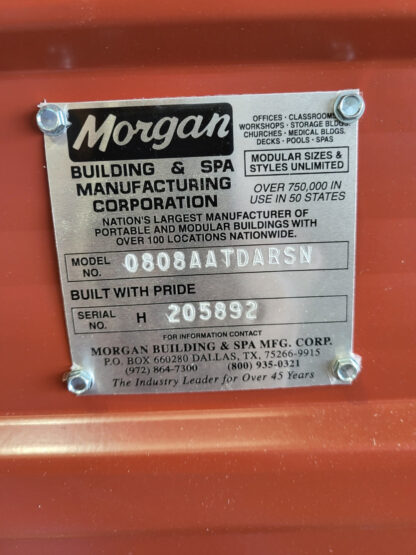 Morgan
OFFICES · CLASSROOMS
WORKSHOPS · STORAGE BLDGS.
CHURCHES · MEDICAL BLDGS.
DECKS · POOLS · SPAS
BUILDING & SPA
MANUFACTURING
CORPORATION
MODULAR SIZES &
STYLES UNLIMITED
OVER 750,000 IN
USE IN 50 STATES
NATION'S LARGEST MANUFACTURER OF
PORTABLE AND MODULAR BUILDINGS WITH
OVER 100 LOCATIONS NATIONWIDE.
MODEL
NO.
0808AATDARSN
BUILT WITH PRIDE
SERIAL
NO.
H 205892
FOR INFORMATION CONTACT
MORGAN BUILDING & SPA MFG. CORP.
P.O. BOX 660280 DALLAS, TX, 75266-9915
(972) 864-7300 (800) 935-0321
The Industry Leader for Over 45 Years